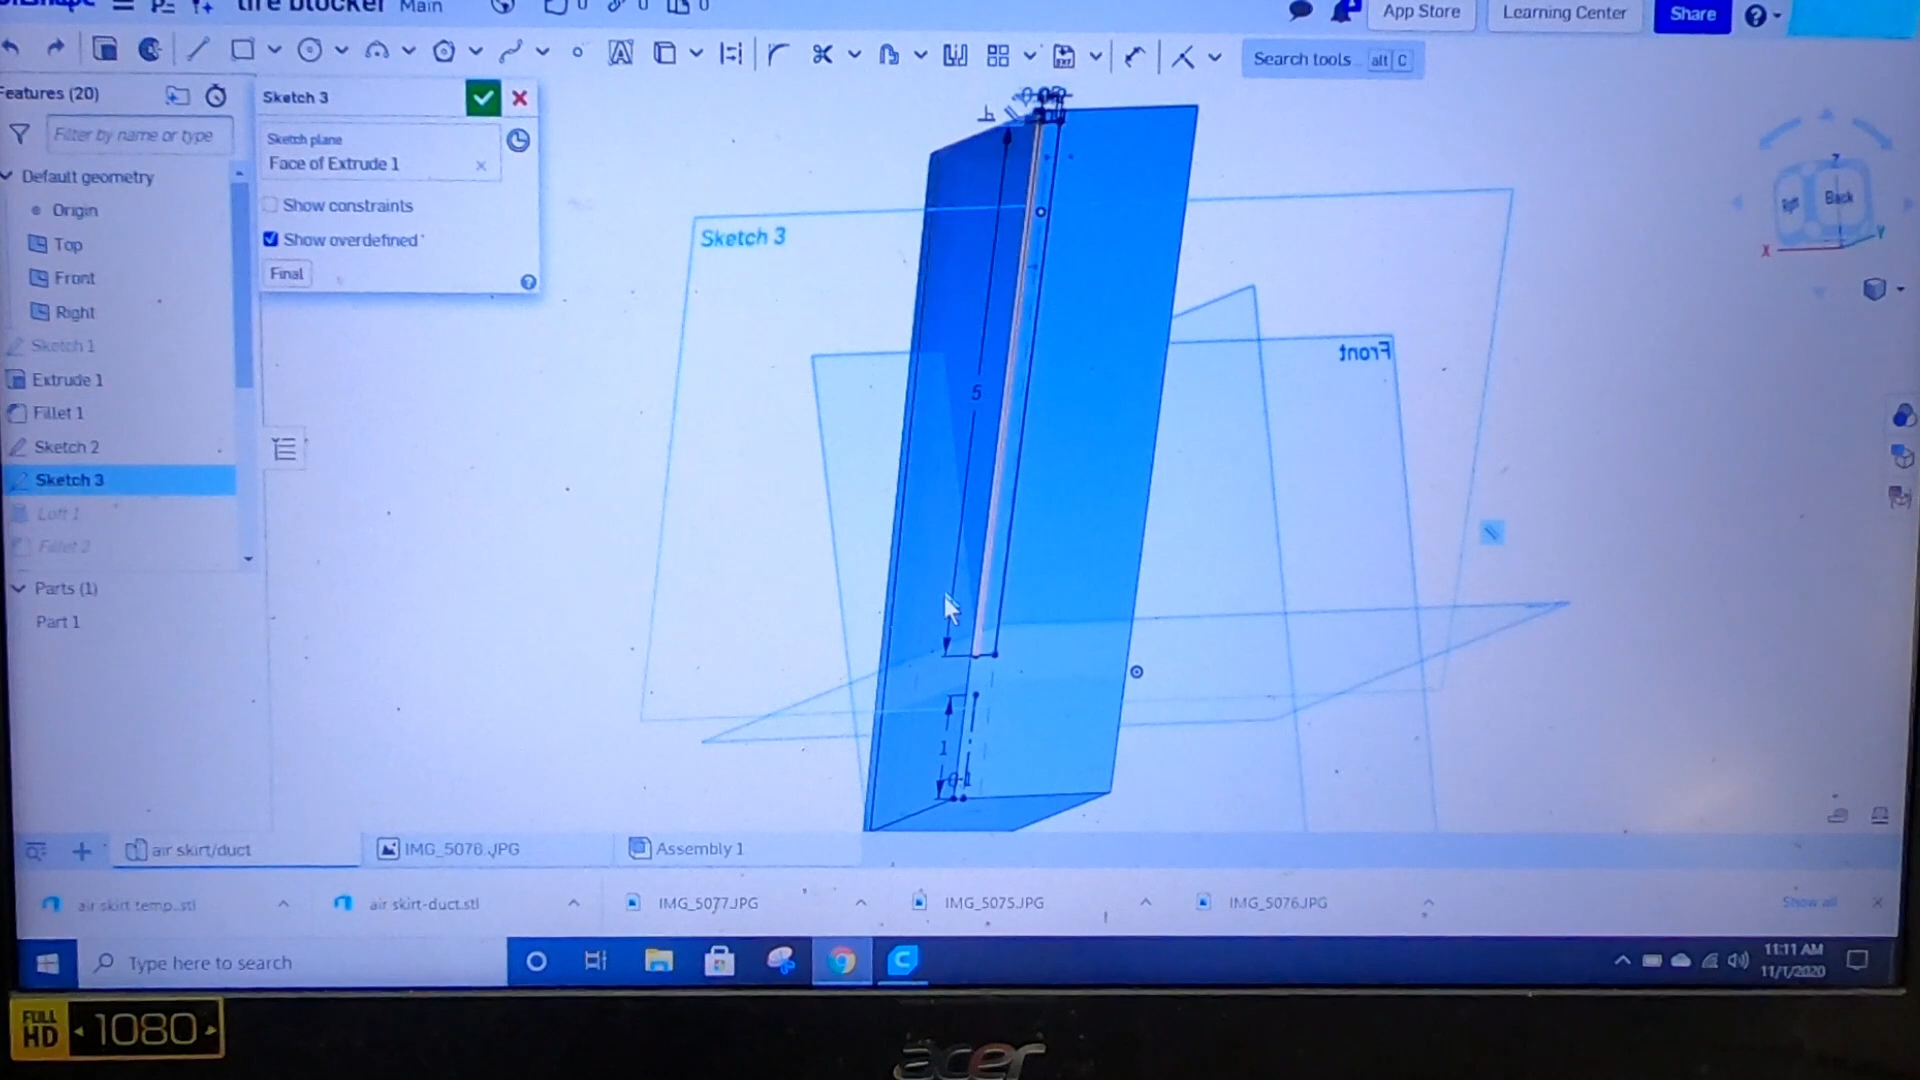 tire blocker Main 0 0 0 App Store Learning Center Share
Search tools... alt C
Features (20)
Filter by name or type
Default geometry
Origin
Top
Front
Right
Sketch 1
Extrude 1
Fillet 1
Sketch 2
Sketch 3
Loft 1
Fillet 2
Parts (1)
Part 1
Sketch 3
Sketch plane
Face of Extrude 1
Show constraints
Show overdefined
Final
Sketch 3
Front
5
1
Z
Right Back
X Y
air skirt/duct IMG_5076.JPG Assembly 1
air skirt temp..stl air skirt-duct.stl IMG_5077.JPG IMG_5075.JPG IMG_5076.JPG Show all
Type here to search
11:11 AM
11/1/2020
FULL HD 1080
acer